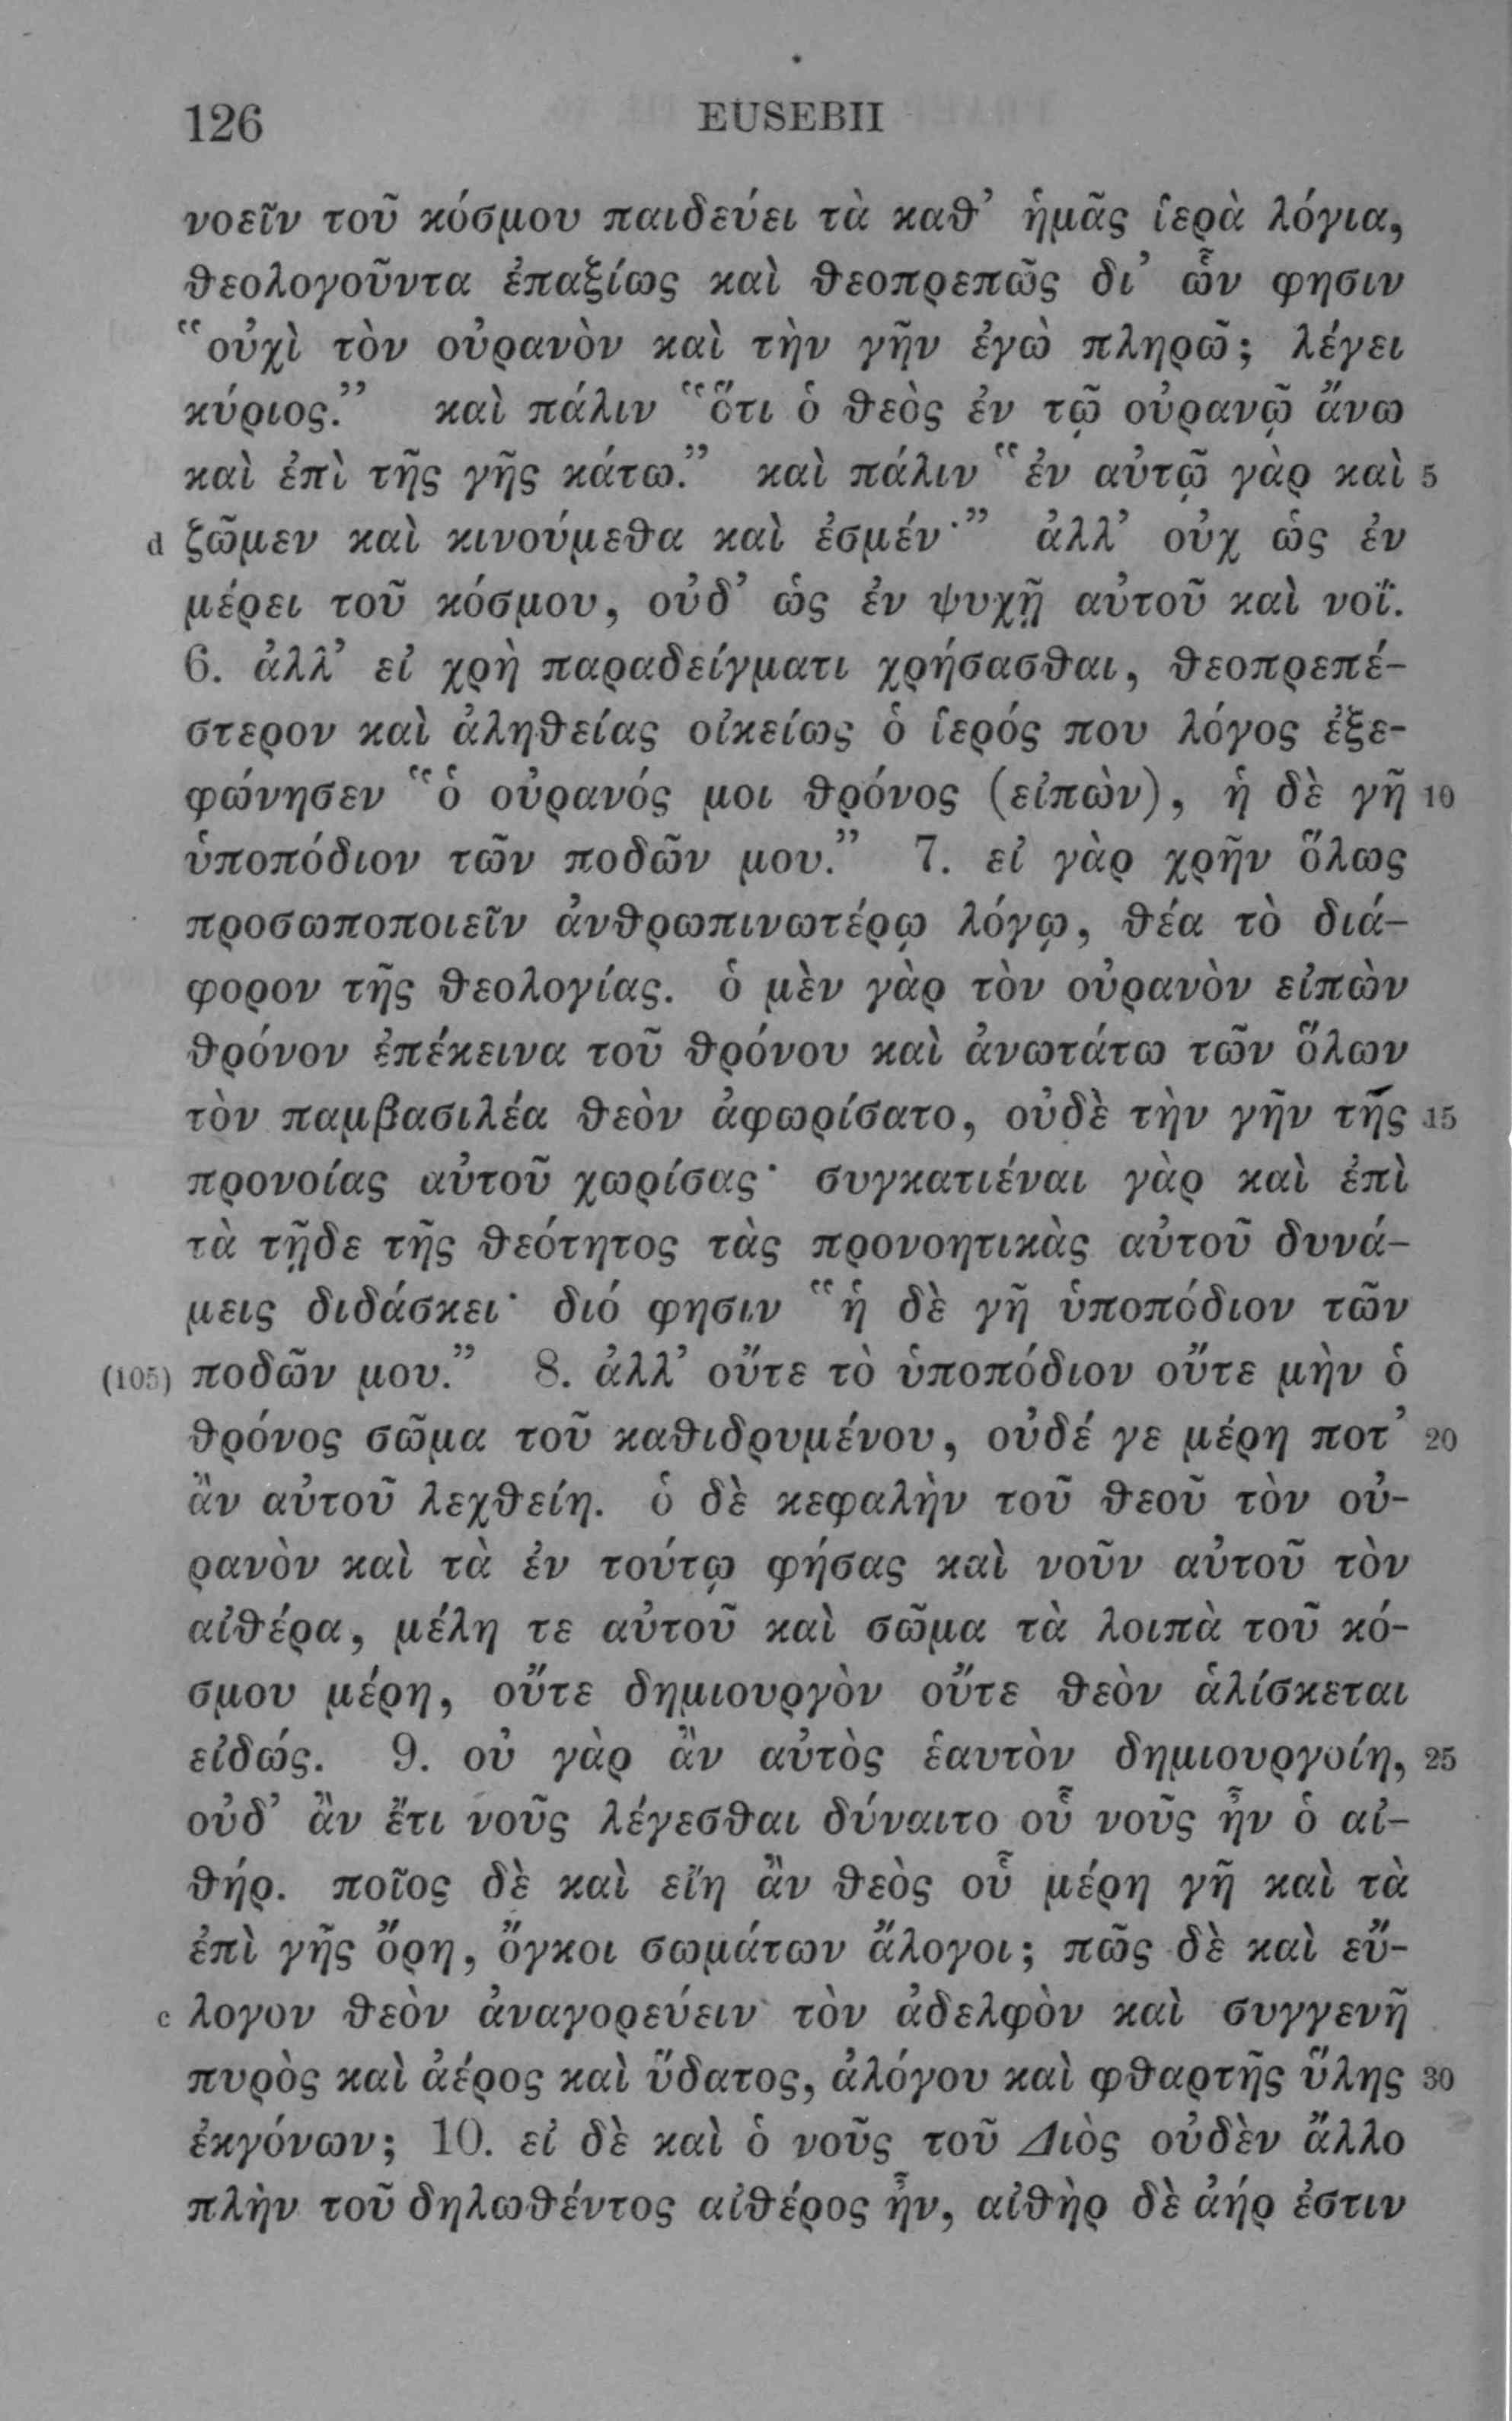 126 EUSEBII
νοεῖν τοῦ κόσμου παιδεύει τὰ καθ’ ἡμᾶς ἱερὰ λόγια,
θεολογοῦντα ἐπαξίως καὶ θεοπρεπῶς δι’ ὧν φησιν
“οὐχὶ τὸν οὐρανὸν καὶ τὴν γῆν ἐγὼ πληρῶ; λέγει
κύριος.” καὶ πάλιν “ὅτι ὁ θεὸς ἐν τῷ οὐρανῷ ἄνω
καὶ ἐπὶ τῆς γῆς κάτω.” καὶ πάλιν “ἐν αὐτῷ γὰρ καὶ 5
d ζῶμεν καὶ κινούμεθα καὶ ἐσμέν·” ἀλλ’ οὐχ ὡς ἐν
μέρει τοῦ κόσμου, οὐδ’ ὡς ἐν ψυχῇ αὐτοῦ καὶ νοΐ.
6. ἀλλ’ εἰ χρὴ παραδείγματι χρήσασθαι, θεοπρεπέ-
στερον καὶ ἀληθείας οἰκείως ὁ ἱερός που λόγος ἐξε-
φώνησεν “ὁ οὐρανός μοι θρόνος (εἰπὼν), ἡ δὲ γῆ 10
ὑποπόδιον τῶν ποδῶν μου.” 7. εἰ γὰρ χρῆν ὅλως
προσωποποιεῖν ἀνθρωπινωτέρῳ λόγῳ, θέα τὸ διά-
φορον τῆς θεολογίας. ὁ μὲν γὰρ τὸν οὐρανὸν εἰπὼν
θρόνον ἐπέκεινα τοῦ θρόνου καὶ ἀνωτάτω τῶν ὅλων
τὸν παμβασιλέα θεὸν ἀφωρίσατο, οὐδὲ τὴν γῆν τῆς 15
προνοίας αὐτοῦ χωρίσας· συγκατιέναι γὰρ καὶ ἐπὶ
τὰ τῇδε τῆς θεότητος τὰς προνοητικὰς αὐτοῦ δυνά-
μεις διδάσκει· διό φησιν “ἡ δὲ γῆ ὑποπόδιον τῶν
(105) ποδῶν μου.” 8. ἀλλ’ οὔτε τὸ ὑποπόδιον οὔτε μὴν ὁ
θρόνος σῶμα τοῦ καθιδρυμένου, οὐδέ γε μέρη ποτ’ 20
ἂν αὐτοῦ λεχθείη. ὁ δὲ κεφαλὴν τοῦ θεοῦ τὸν οὐ-
ρανὸν καὶ τὰ ἐν τούτῳ φήσας καὶ νοῦν αὐτοῦ τὸν
αἰθέρα, μέλη τε αὐτοῦ καὶ σῶμα τὰ λοιπὰ τοῦ κό-
σμου μέρη, οὔτε δημιουργὸν οὔτε θεὸν ἁλίσκεται
εἰδώς. 9. οὐ γὰρ ἂν αὐτὸς ἑαυτὸν δημιουργοίη, 25
οὐδ’ ἂν ἔτι νοῦς λέγεσθαι δύναιτο οὗ νοῦς ἦν ὁ αἰ-
θήρ. ποῖος δὲ καὶ εἴη ἂν θεὸς οὗ μέρη γῆ καὶ τὰ
ἐπὶ γῆς ὄρη, ὄγκοι σωμάτων ἄλογοι; πῶς δὲ καὶ εὔ-
c λογον θεὸν ἀναγορεύειν τὸν ἀδελφὸν καὶ συγγενῆ
πυρὸς καὶ ἀέρος καὶ ὕδατος, ἀλόγου καὶ φθαρτῆς ὕλης 30
ἐκγόνων; 10. εἰ δὲ καὶ ὁ νοῦς τοῦ Διὸς οὐδὲν ἄλλο
πλὴν τοῦ δηλωθέντος αἰθέρος ἦν, αἰθὴρ δὲ ἀήρ ἐστιν